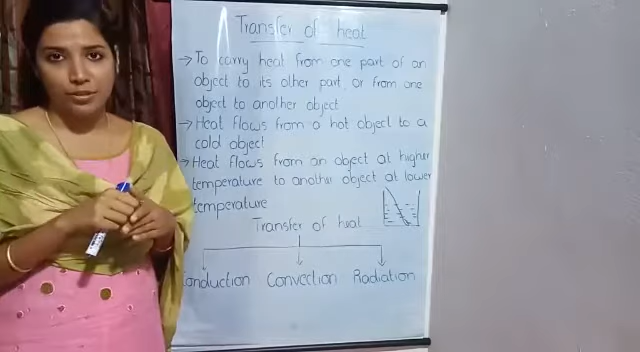 Transfer of heat
→ To carry heat from one part of an
object to its other part, or from one
object to another object
→ Heat flows from a hot object to a
cold object
→ Heat flows from an object at higher
temperature to another object at lower
temperature
Transfer of heat
Conduction Convection Radiation